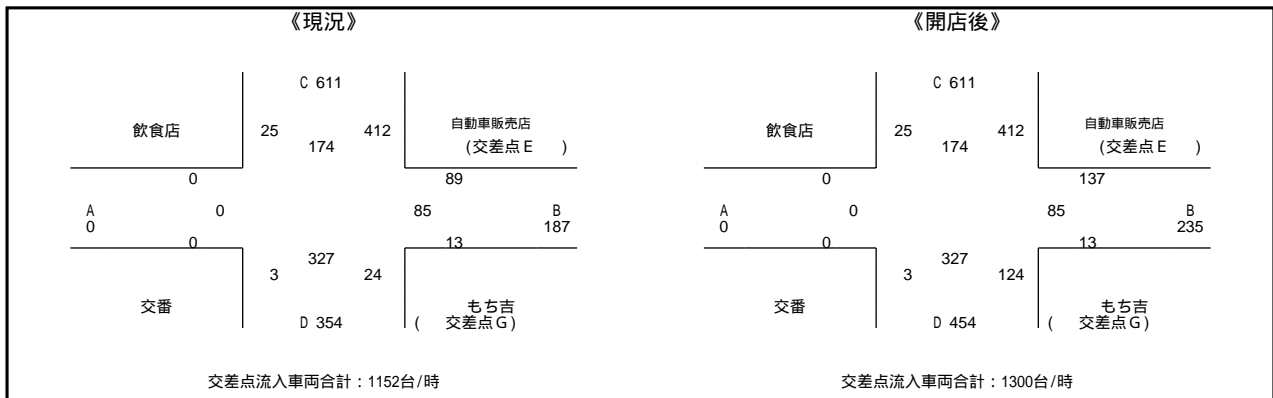 《現況》
C 611
飲食店 25 412 自動車販売店
174 (交差点E )
0 89
A 0 85 B
0 187
0 13
327
3 24
交番 もち吉
D 354 ( 交差点G)
交差点流入車両合計：1152台/時
《開店後》
C 611
飲食店 25 412 自動車販売店
174 (交差点E )
0 137
A 0 85 B
0 235
0 13
327
3 124
交番 もち吉
D 454 ( 交差点G)
交差点流入車両合計：1300台/時